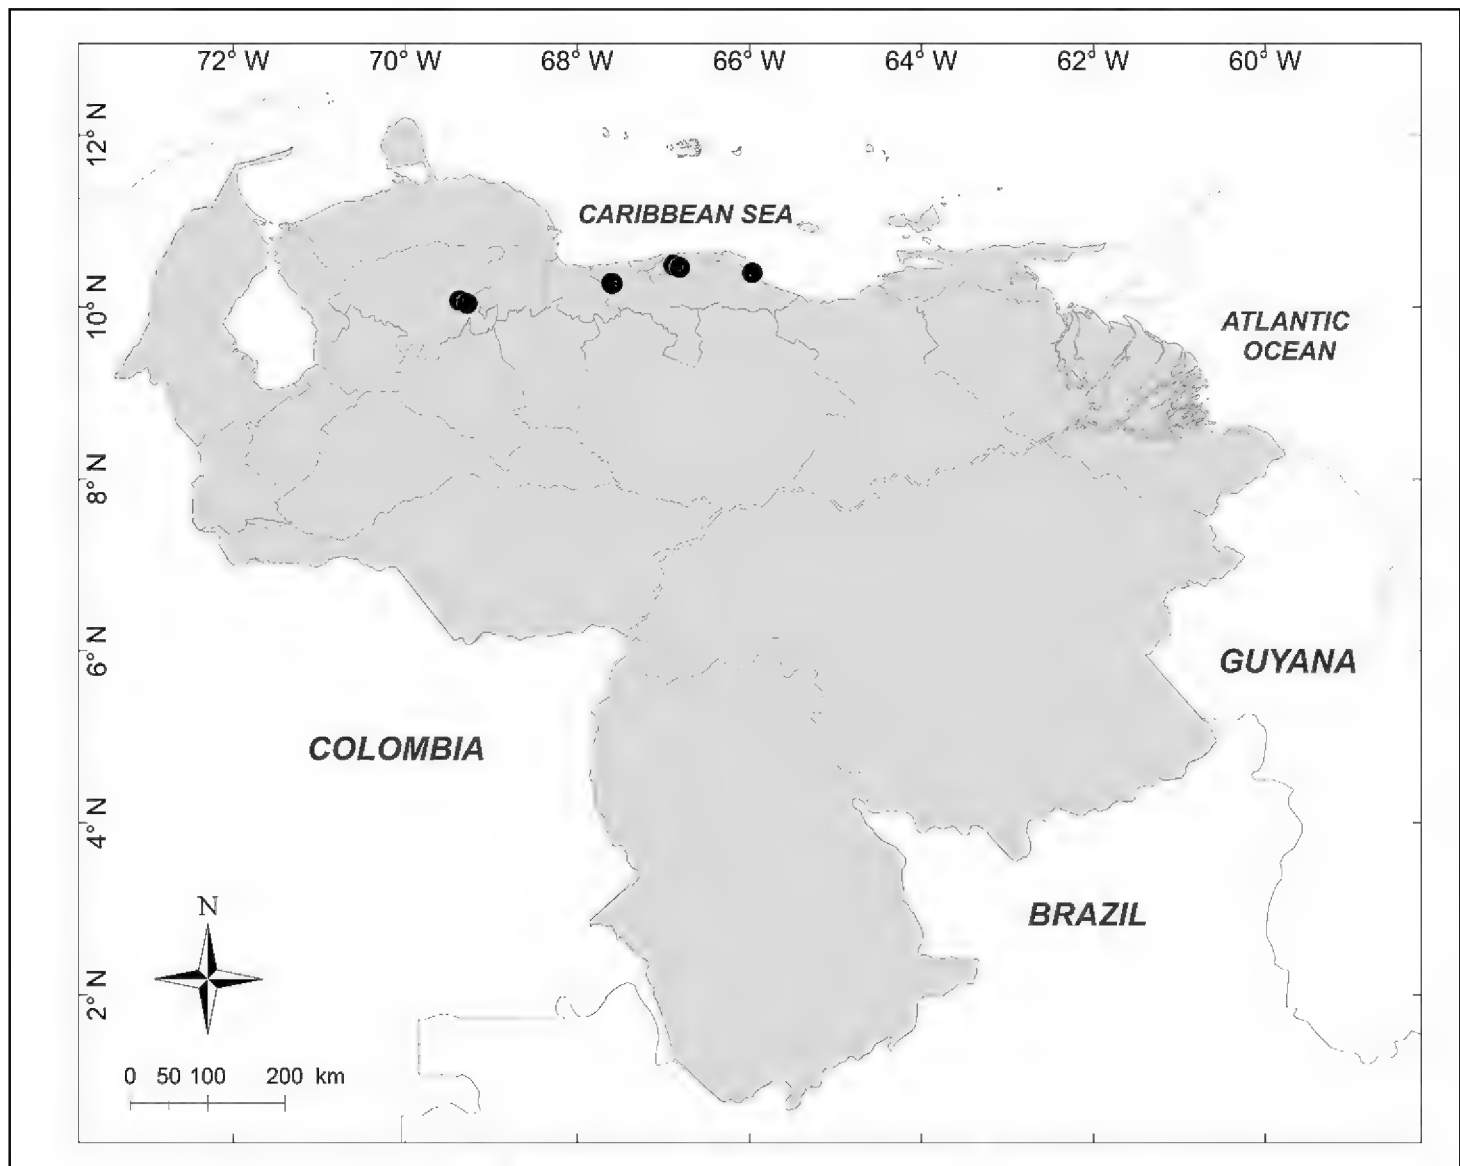 72° W 70° W 68° W 66° W 64° W 62° W 60° W
12° N
10° N
8° N
6° N
4° N
2° N
CARIBBEAN SEA
ATLANTIC
OCEAN
GUYANA
COLOMBIA
BRAZIL
N
0 50 100 200 km